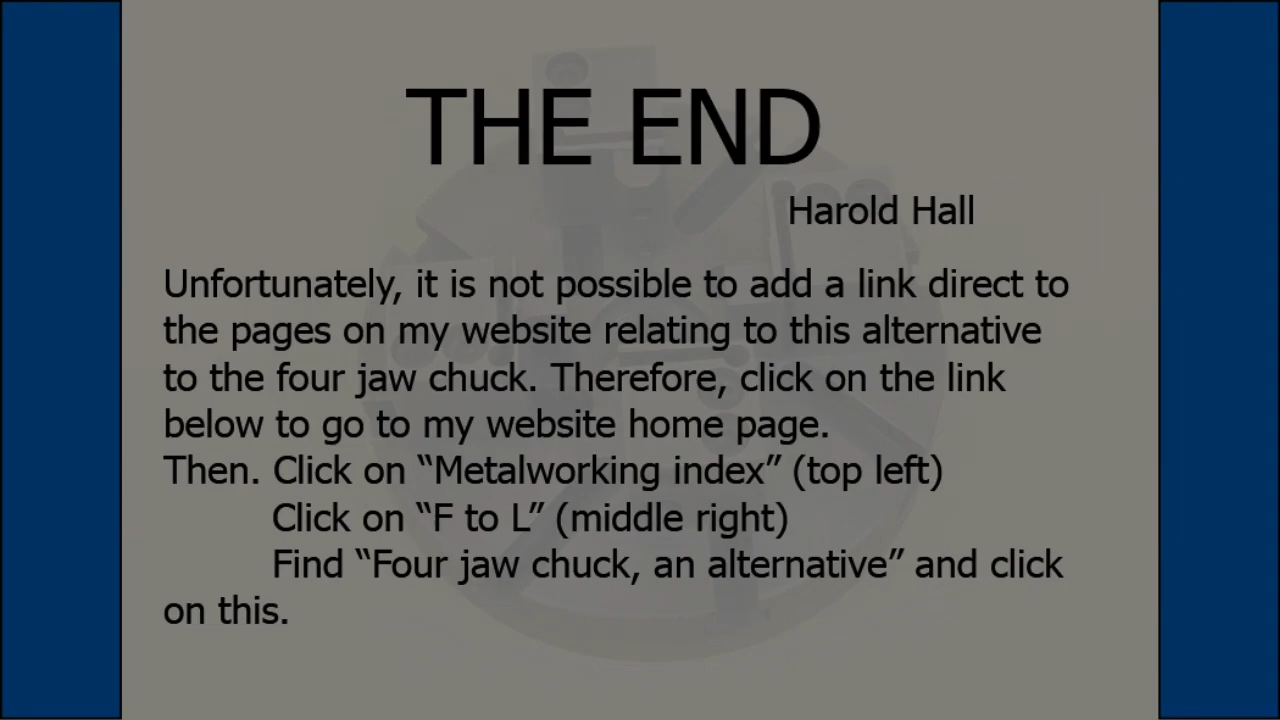 THE END
Harold Hall
Unfortunately, it is not possible to add a link direct to
the pages on my website relating to this alternative
to the four jaw chuck. Therefore, click on the link
below to go to my website home page.
Then. Click on “Metalworking index” (top left)
Click on “F to L” (middle right)
Find “Four jaw chuck, an alternative” and click
on this.